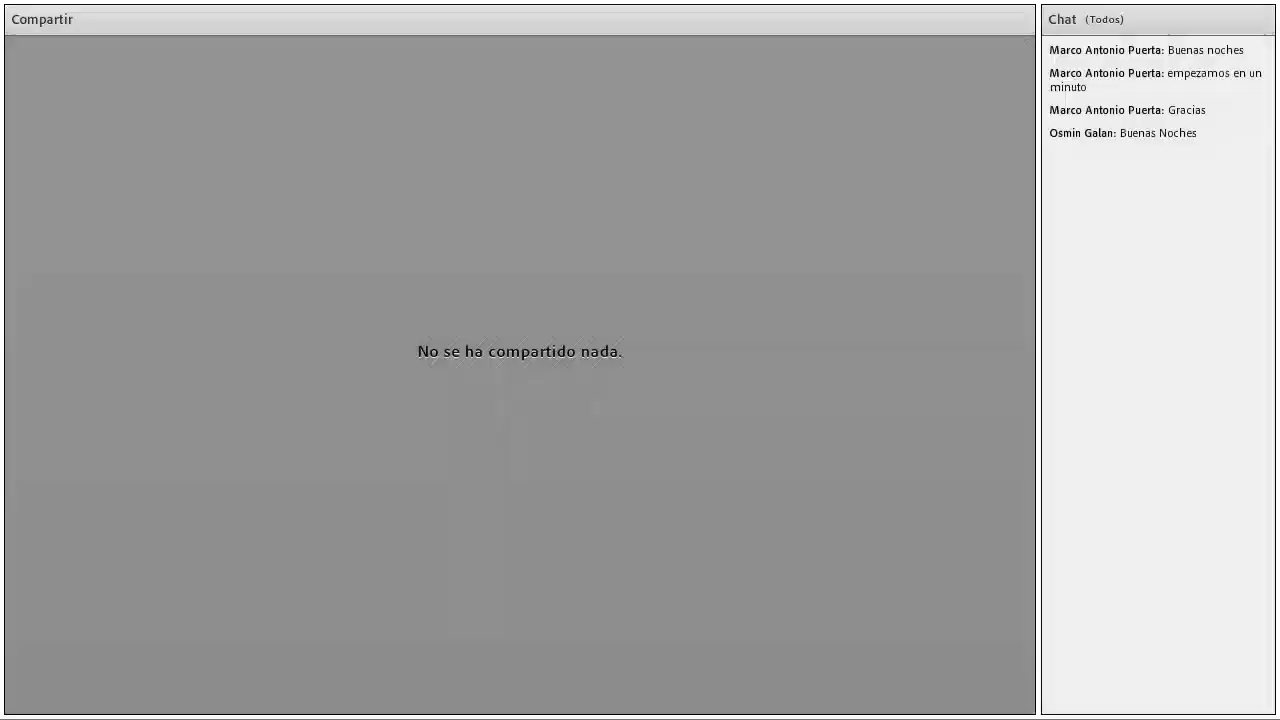 Compartir
No se ha compartido nada.
Chat (Todos)
Marco Antonio Puerta: Buenas noches
Marco Antonio Puerta: empezamos en un
minuto
Marco Antonio Puerta: Gracias
Osmin Galan: Buenas Noches